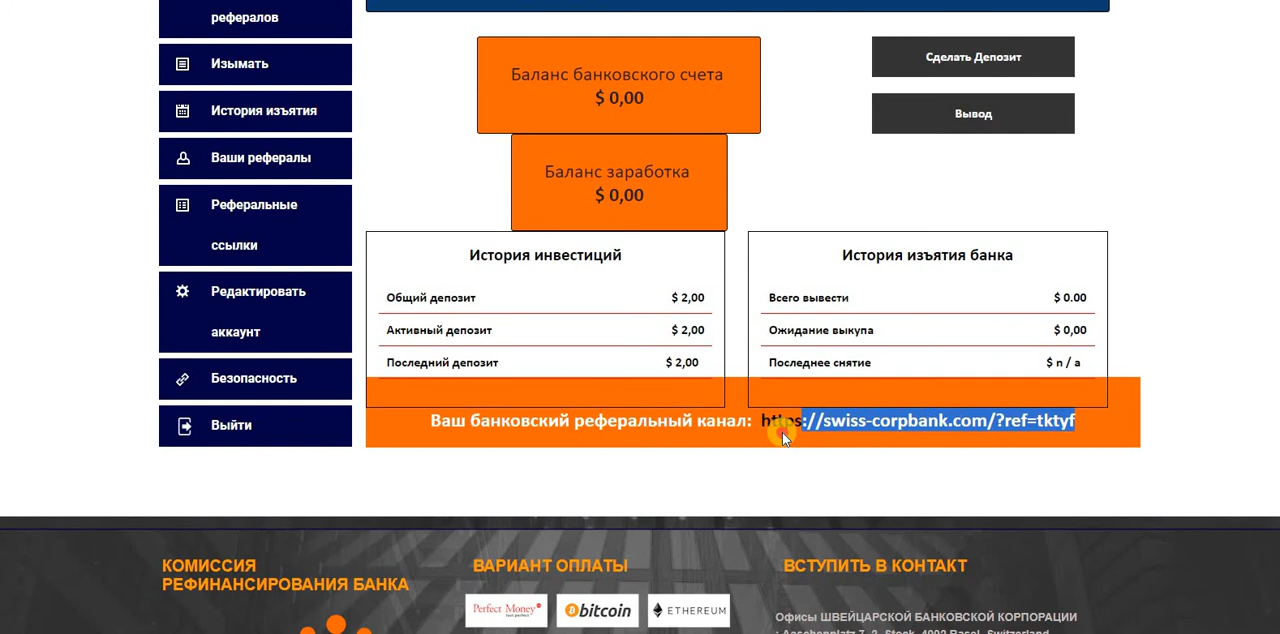 рефералов
Изымать
История изъятия
Ваши рефералы
Реферальные
ссылки
Редактировать
аккаунт
Безопасность
Выйти
Баланс банковского счета
$ 0,00
Баланс заработка
$ 0,00
Сделать Депозит
Вывод
История инвестиций
Общий депозит $ 2,00
Активный депозит $ 2,00
Последний депозит $ 2,00
История изъятия банка
Всего вывести $ 0.00
Ожидание выкупа $ 0,00
Последнее снятие $ n / a
Ваш банковский реферальный канал: https://swiss-corpbank.com/?ref=tktyf
КОМИССИЯ
РЕФИНАНСИРОВАНИЯ БАНКА
ВАРИАНТ ОПЛАТЫ
Perfect Money
bitcoin
ETHEREUM
ВСТУПИТЬ В КОНТАКТ
Офисы ШВЕЙЦАРСКОЙ БАНКОВСКОЙ КОРПОРАЦИИ